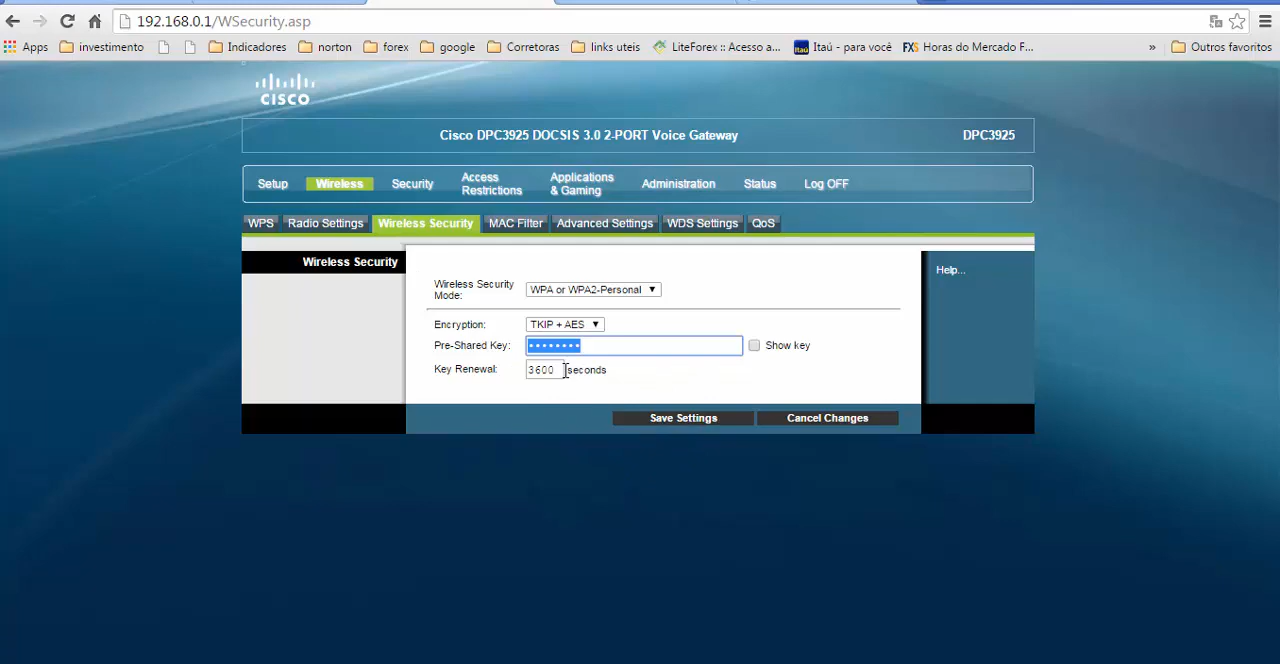 192.168.0.1/WSecurity.asp
Apps investimento Indicadores norton forex google Corretoras links uteis LiteForex :: Acesso a... Itaú Itaú - para você FXS Horas do Mercado F... » Outros favoritos
CISCO
Cisco DPC3925 DOCSIS 3.0 2-PORT Voice Gateway DPC3925
Setup Wireless Security Access Restrictions Applications & Gaming Administration Status Log OFF
WPS Radio Settings Wireless Security MAC Filter Advanced Settings WDS Settings QoS
Wireless Security
Help...
Wireless Security Mode: WPA or WPA2-Personal
Encryption: TKIP + AES
Pre-Shared Key: •••••••• Show key
Key Renewal: 3600 seconds
Save Settings Cancel Changes